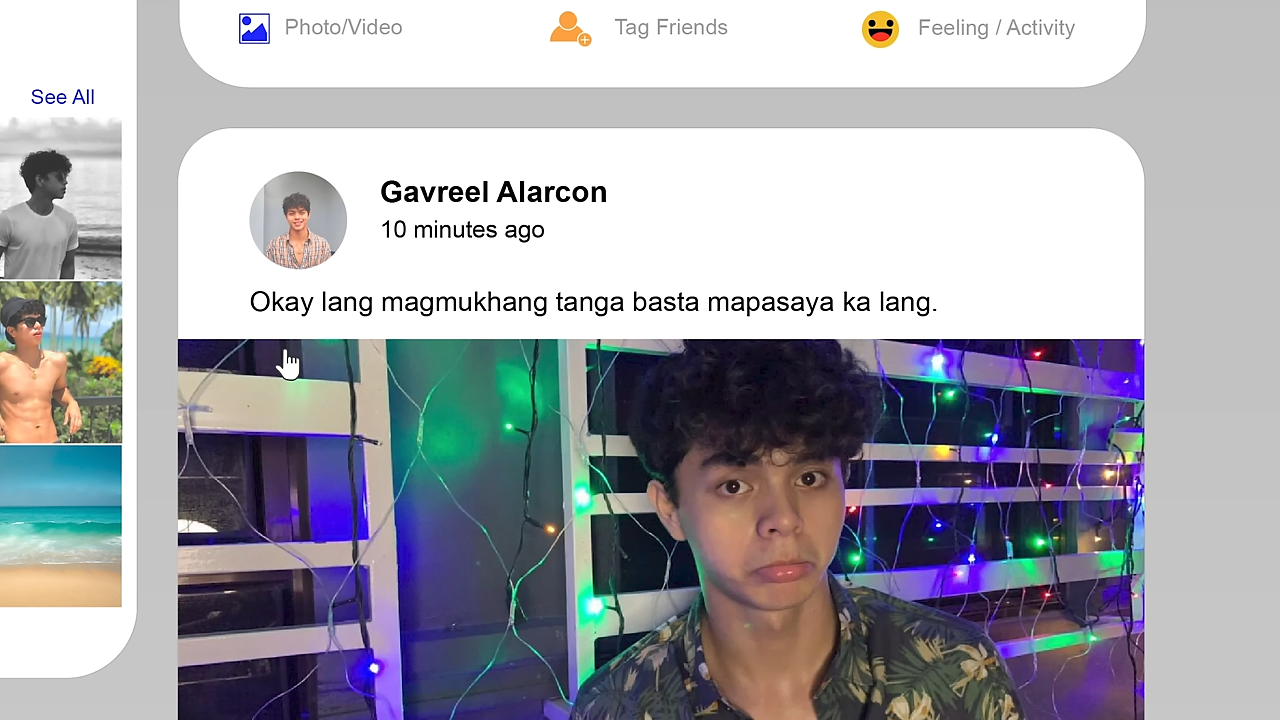 Photo/Video
Tag Friends
Feeling / Activity
See All
Gavreel Alarcon
10 minutes ago
Okay lang magmukhang tanga basta mapasaya ka lang.